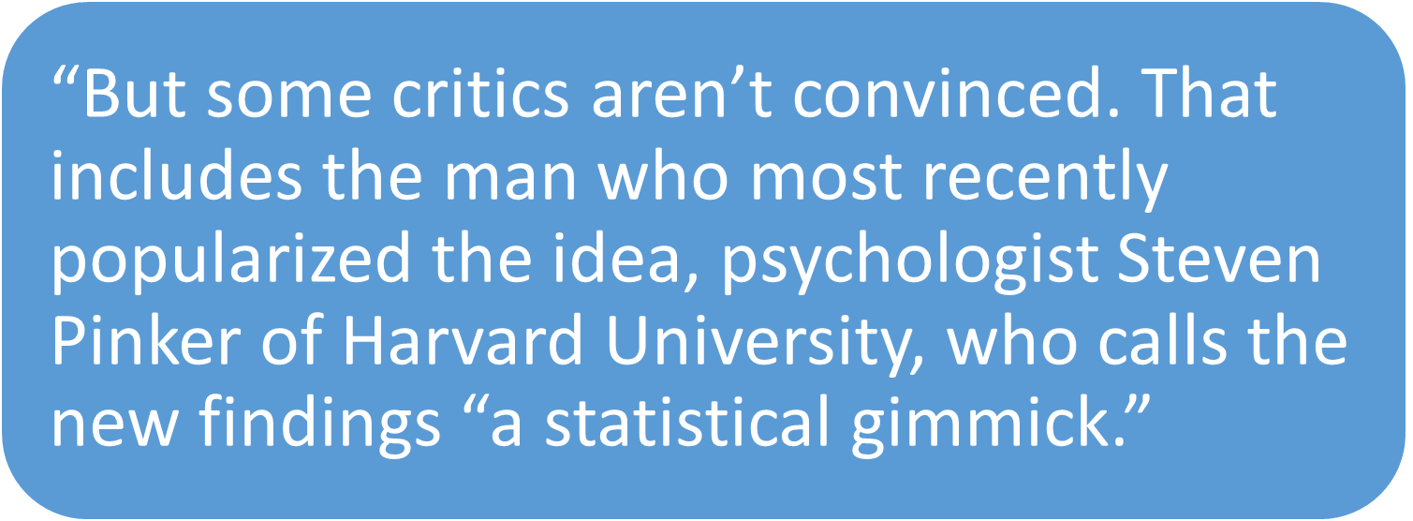 “But some critics aren’t convinced. That
includes the man who most recently
popularized the idea, psychologist Steven
Pinker of Harvard University, who calls the
new findings “a statistical gimmick.”